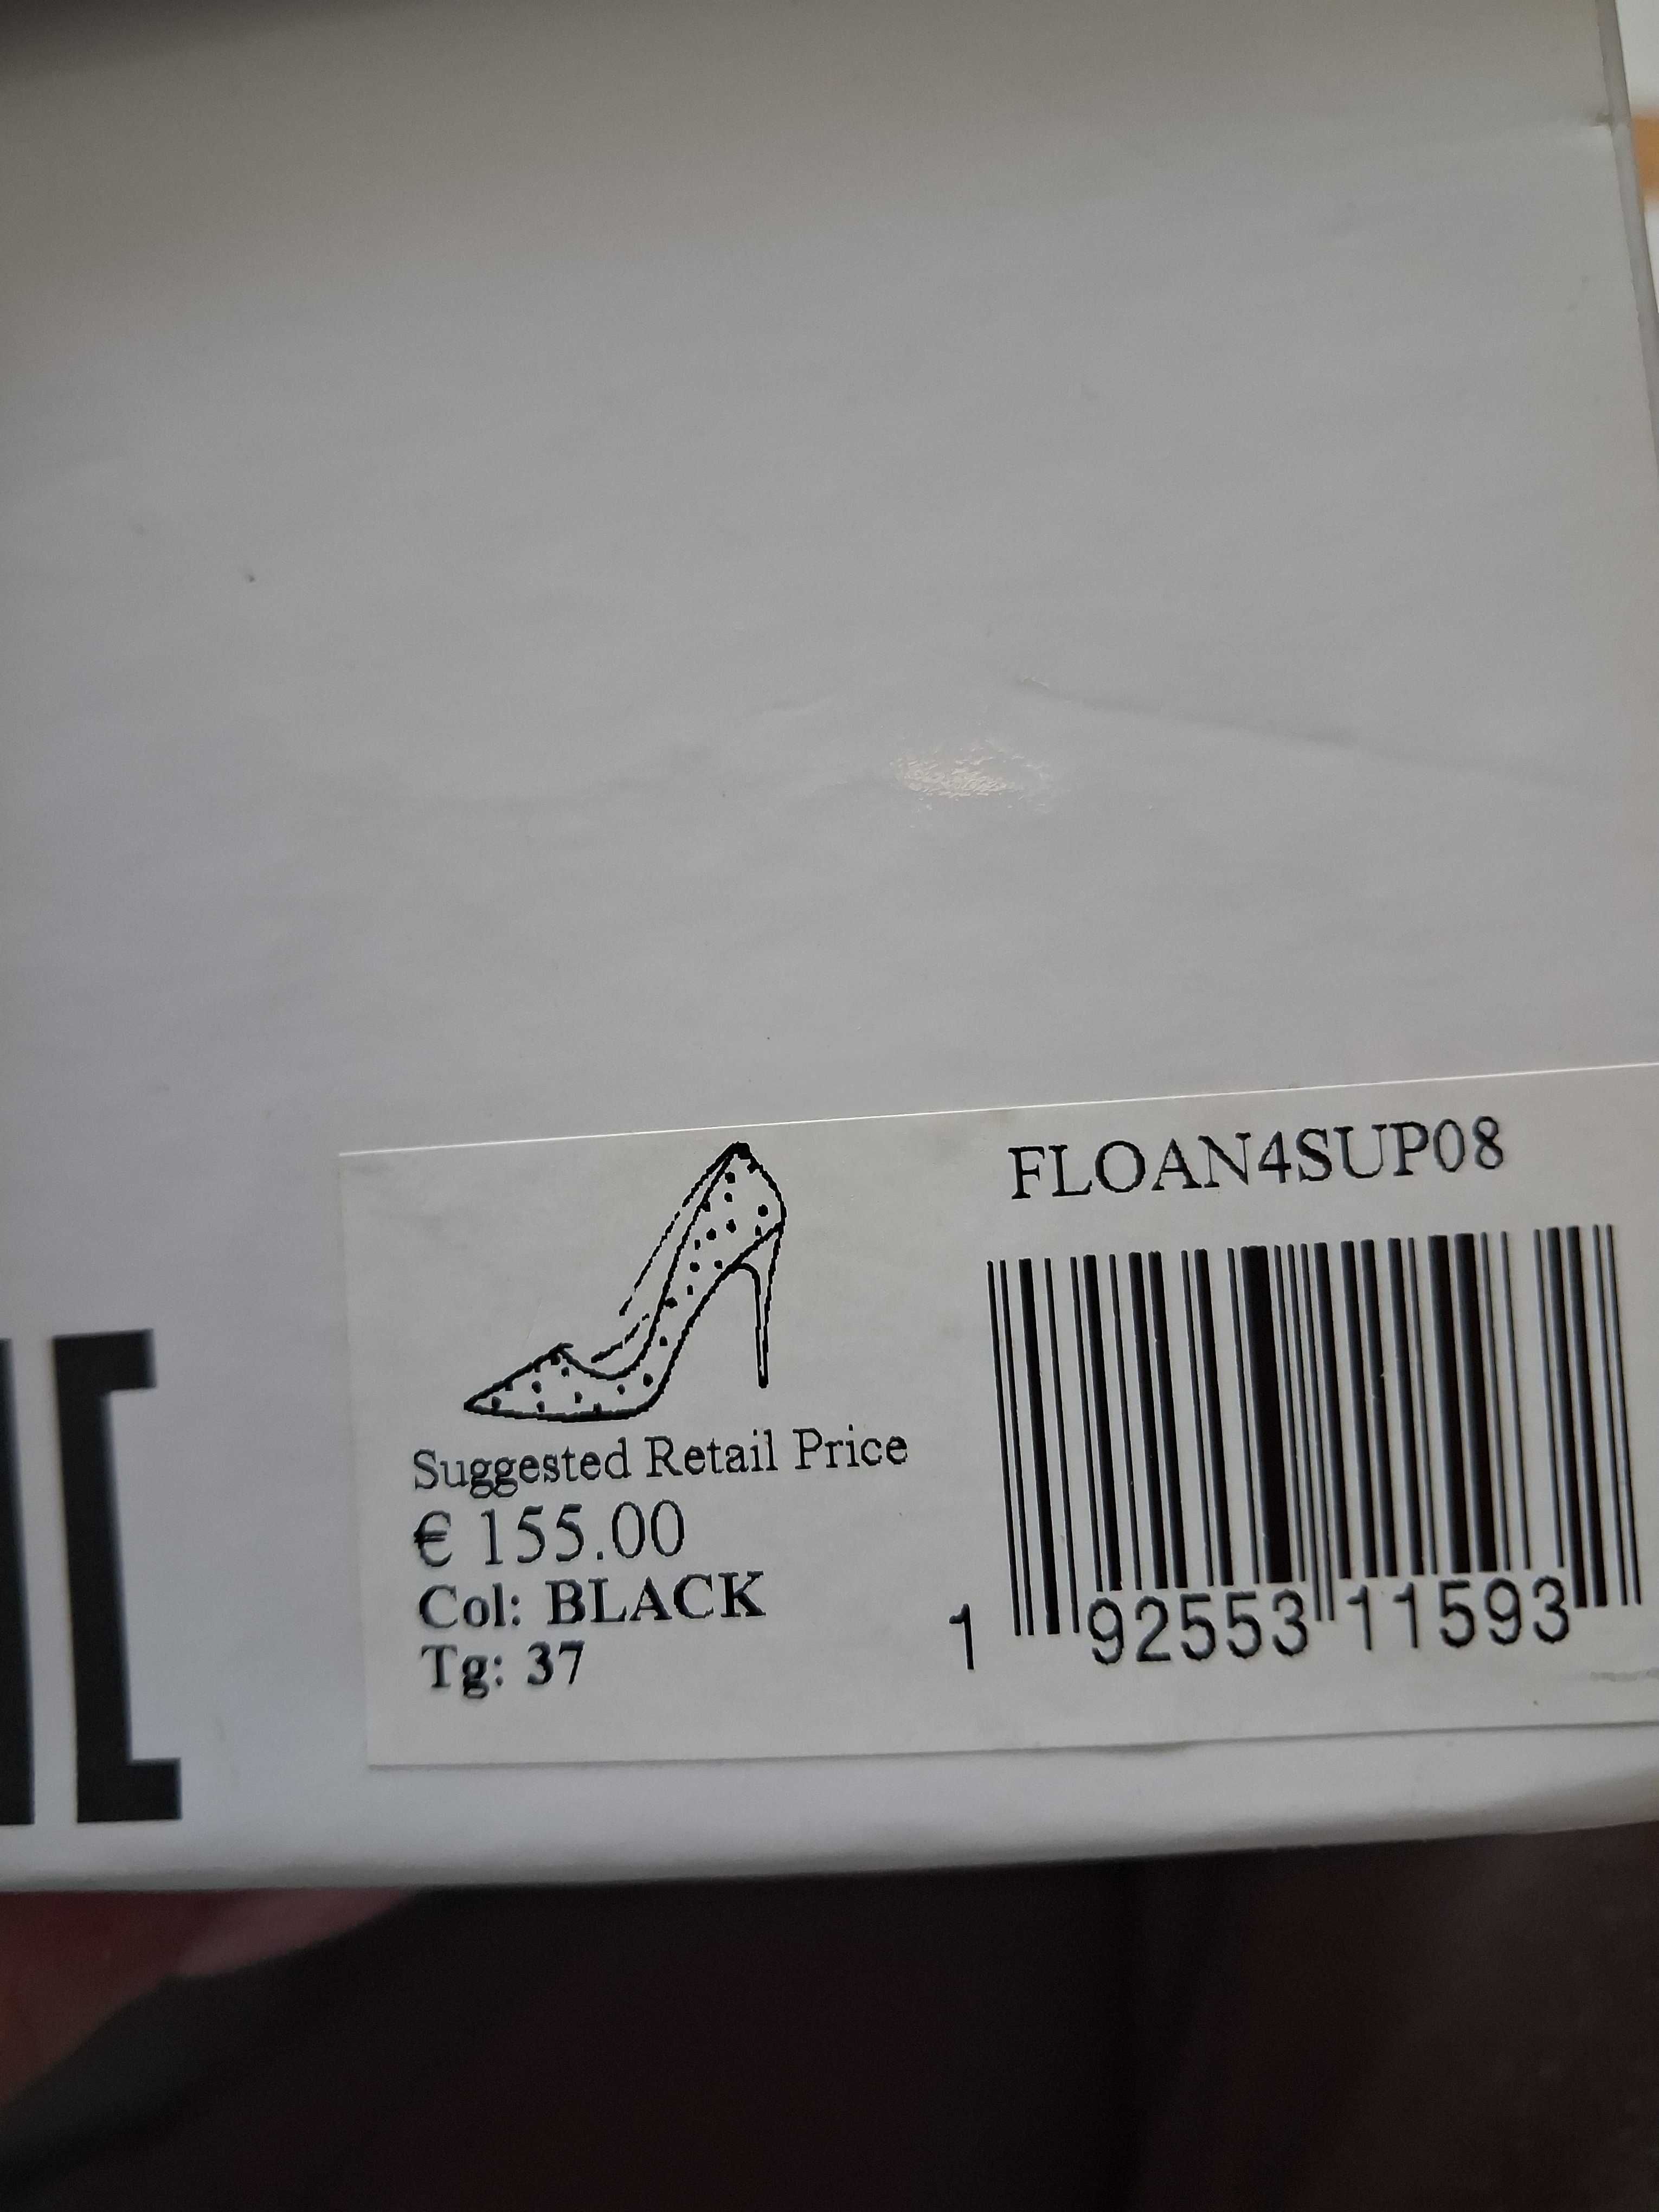 FLOAN4SUP08
Suggested Retail Price
€ 155.00
Col: BLACK
Tg: 37
1 92553 11593